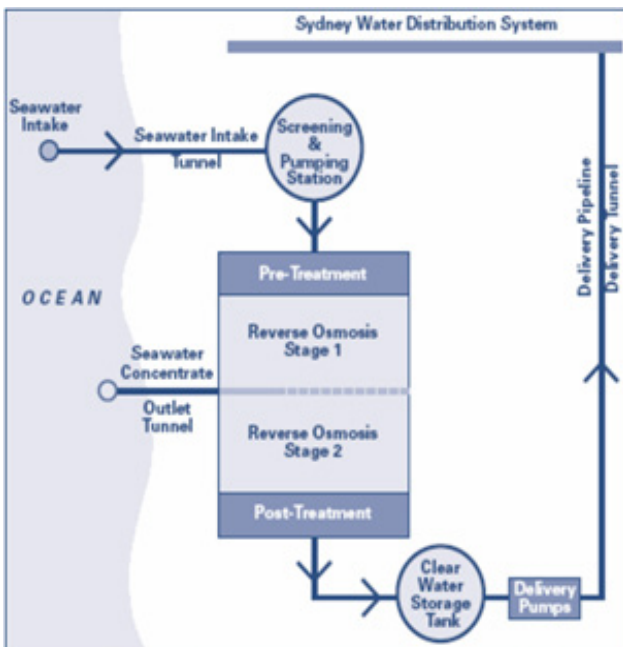 Sydney Water Distribution System
Seawater
Intake
Seawater Intake
Tunnel
Screening
&
Pumping
Station
Pre-Treatment
Reverse Osmosis
Stage 1
OCEAN
Seawater
Concentrate
Outlet
Tunnel
Reverse Osmosis
Stage 2
Post-Treatment
Clear
Water
Storage
Tank
Delivery
Pumps
Delivery Pipeline
Delivery Tunnel